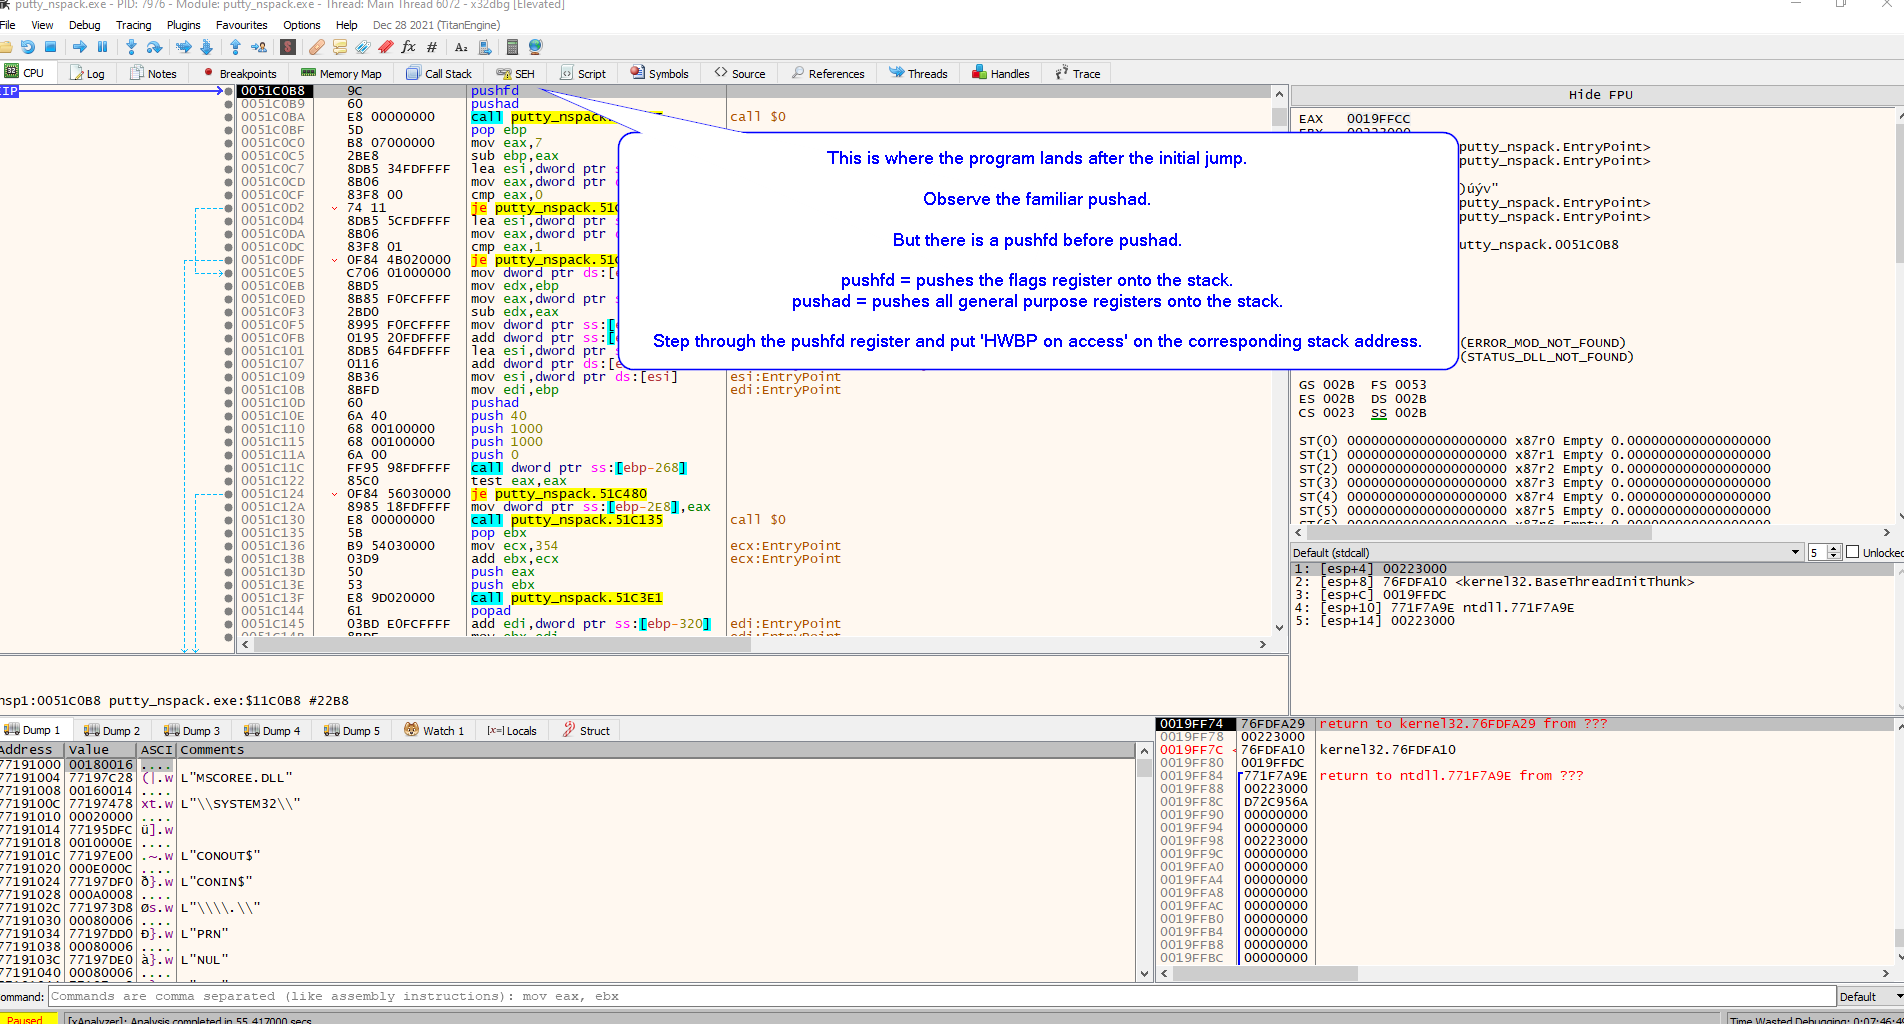 putty_nspack.exe - PID: 7976 - Module: putty_nspack.exe - Thread: Main Thread 6072 - x32dbg [Elevated]
File View Debug Tracing Plugins Favourites Options Help Dec 28 2021 (TitanEngine)
CPU Log Notes Breakpoints Memory Map Call Stack SEH Script Symbols Source References Threads Handles Trace
0051C0B8 9C pushfd
0051C0B9 60 pushad
0051C0BA E8 00000000 call putty_nspack. call $0
0051C0BF 5D pop ebp
0051C0C0 B8 07000000 mov eax,7
0051C0C5 2BE8 sub ebp,eax
0051C0C7 8DB5 34FDFFFF lea esi,dword ptr
0051C0CD 8B06 mov eax,dword ptr
0051C0CF 83F8 00 cmp eax,0
0051C0D2 74 11 je putty_nspack.51C
0051C0D4 8DB5 5CFDFFFF lea esi,dword ptr
0051C0DA 8B06 mov eax,dword ptr
0051C0DC 83F8 01 cmp eax,1
0051C0DF 0F84 4B020000 je putty_nspack.51C
0051C0E5 C706 01000000 mov dword ptr ds:[
0051C0EB 8BD5 mov edx,ebp
0051C0ED 8B85 F0FCFFFF mov eax,dword ptr
0051C0F3 2BD0 sub edx,eax
0051C0F5 8995 F0FCFFFF mov dword ptr ss:[
0051C0FB 0195 20FDFFFF add dword ptr ss:[
0051C101 8DB5 64FDFFFF lea esi,dword ptr
0051C107 0116 add dword ptr ds:[
0051C109 8B36 mov esi,dword ptr ds:[esi] esi:EntryPoint
0051C10B 8BFD mov edi,ebp edi:EntryPoint
0051C10D 60 pushad
0051C10E 6A 40 push 40
0051C110 68 00100000 push 1000
0051C115 68 00100000 push 1000
0051C11A 6A 00 push 0
0051C11C FF95 98FDFFFF call dword ptr ss:[ebp-268]
0051C122 85C0 test eax,eax
0051C124 0F84 56030000 je putty_nspack.51C480
0051C12A 8985 18FDFFFF mov dword ptr ss:[ebp-2E8],eax
0051C130 E8 00000000 call putty_nspack.51C135 call $0
0051C135 5B pop ebx
0051C136 B9 54030000 mov ecx,354 ecx:EntryPoint
0051C13B 03D9 add ebx,ecx ecx:EntryPoint
0051C13D 50 push eax
0051C13E 53 push ebx
0051C13F E8 9D020000 call putty_nspack.51C3E1
0051C144 61 popad
0051C145 03BD E0FCFFFF add edi,dword ptr ss:[ebp-320] edi:EntryPoint
This is where the program lands after the initial jump.
Observe the familiar pushad.
But there is a pushfd before pushad.
pushfd = pushes the flags register onto the stack.
pushad = pushes all general purpose registers onto the stack.
Step through the pushfd register and put 'HWBP on access' on the corresponding stack address.
Hide FPU
EAX 0019FFCC
EBX 00223000
putty_nspack.EntryPoint>
putty_nspack.EntryPoint>
)úýv"
putty_nspack.EntryPoint>
putty_nspack.EntryPoint>
utty_nspack.0051C0B8
(ERROR_MOD_NOT_FOUND)
(STATUS_DLL_NOT_FOUND)
GS 002B FS 0053
ES 002B DS 002B
CS 0023 SS 002B
ST(0) 00000000000000000000 x87r0 Empty 0.000000000000000000
ST(1) 00000000000000000000 x87r1 Empty 0.000000000000000000
ST(2) 00000000000000000000 x87r2 Empty 0.000000000000000000
ST(3) 00000000000000000000 x87r3 Empty 0.000000000000000000
ST(4) 00000000000000000000 x87r4 Empty 0.000000000000000000
ST(5) 00000000000000000000 x87r5 Empty 0.000000000000000000
Default (stdcall) 5 Unlocked
1: [esp+4] 00223000
2: [esp+8] 76FDFA10 <kernel32.BaseThreadInitThunk>
3: [esp+C] 0019FFDC
4: [esp+10] 771F7A9E ntdll.771F7A9E
5: [esp+14] 00223000
nsp1:0051C0B8 putty_nspack.exe:$11C0B8 #22B8
Dump 1 Dump 2 Dump 3 Dump 4 Dump 5 Watch 1 [x=] Locals Struct
Address Value ASCI Comments
77191000 00180016 ....
77191004 77197C28 (|.w L"MSCOREE.DLL"
77191008 00160014 ....
7719100C 77197478 xt.w L"\\SYSTEM32\\"
77191010 00020000 ....
77191014 77195DFC ü].w
77191018 0010000E ....
7719101C 77197E00 .~.w L"CONOUT$"
77191020 000E000C ....
77191024 77197DF0 ð}.w L"CONIN$"
77191028 000A0008 ....
7719102C 771973D8 Øs.w L"\\\\.\\"
77191030 00080006 ....
77191034 77197DD0 Ð}.w L"PRN"
77191038 00080006 ....
7719103C 77197DE0 à}.w L"NUL"
77191040 00080006 ....
0019FF74 76FDFA29 return to kernel32.76FDFA29 from ???
0019FF78 00223000
0019FF7C 76FDFA10 kernel32.76FDFA10
0019FF80 0019FFDC
0019FF84 771F7A9E return to ntdll.771F7A9E from ???
0019FF88 00223000
0019FF8C D72C956A
0019FF90 00000000
0019FF94 00000000
0019FF98 00223000
0019FF9C 00000000
0019FFA0 00000000
0019FFA4 00000000
0019FFA8 00000000
0019FFAC 00000000
0019FFB0 00000000
0019FFB4 00000000
0019FFB8 00000000
0019FFBC 00000000
ommand: Commands are comma separated (like assembly instructions): mov eax, ebx Default
Paused [xAnalyzer]: Analysis completed in 55.417000 secs Time Wasted Debugging: 0:07:46:4